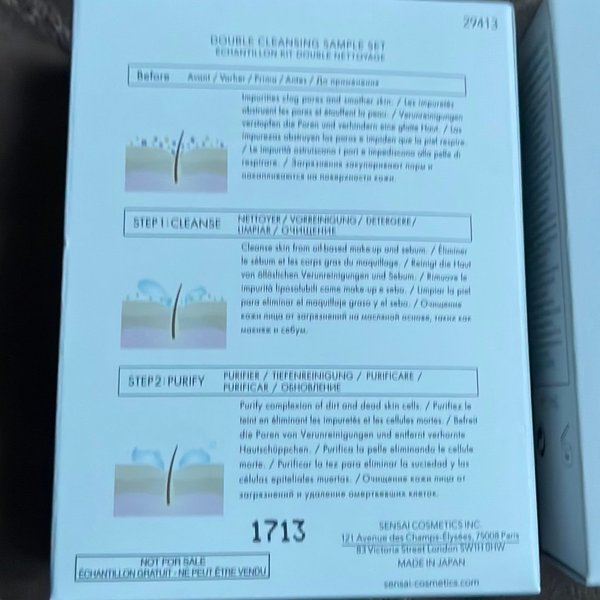 29413
DOUBLE CLEANSING SAMPLE SET
ÉCHANTILLON KIT DOUBLE NETTOYAGE
Before Avant / Vorher / Prima / Antes / До применения
Impurities clog pores and smother skin. / Les impuretés
obstruent les pores et étouffent la peau. / Verunreinigungen
verstopfen die Poren und verhindern eine glatte Haut. / Las
impurezas obstruyen los poros e impiden que la piel respire.
/ Le impurità ostruiscono i pori e impediscono alla pelle di
respirare. / Загрязнения закупоривают поры и
накапливаются на поверхности кожи.
STEP1:CLEANSE NETTOYER / VORREINIGUNG / DETERGERE /
LIMPIAR / ОЧИЩЕНИЕ
Cleanse skin from oil-based make-up and sebum. / Éliminer
le sébum et les corps gras du maquillage. / Reinigt die Haut
von öllöslichen Verunreinigungen und Sebum. / Rimuove le
impurità liposolubili come make-up e sebo. / Limpiar la piel
para eliminar el maquillaje graso y el sebo. / Очищение
кожи лица от загрязнений на масляной основе, таких как
макияж и себум.
STEP2:PURIFY PURIFIER / TIEFENREINIGUNG / PURIFICARE /
PURIFICAR / ОБНОВЛЕНИЕ
Purify complexion of dirt and dead skin cells. / Purifiez le
teint en éliminant les impuretés et les cellules mortes. / Befreit
die Poren von Verunreinigungen und entfernt verhornte
Hautschüppchen. / Purifica la pelle eliminando le cellule
morte. / Purificar la tez para eliminar la suciedad y las
células epiteliales muertas. / Очищение кожи лица от
загрязнений и удаление омертвевших клеток.
1713
SENSAI COSMETICS INC.
121 Avenue des Champs-Élysées, 75008 Paris
83 Victoria Street London SW1H 0HW
MADE IN JAPAN
NOT FOR SALE
ÉCHANTILLON GRATUIT - NE PEUT ÊTRE VENDU
sensai-cosmetics.com